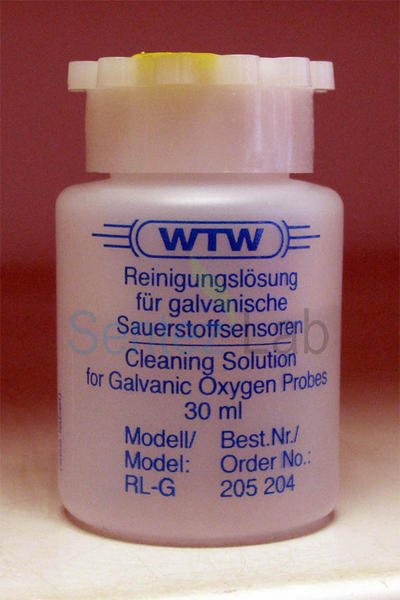 WTW
Reinigungslösung
für galvanische
Sauerstoffsensoren
Cleaning Solution
for Galvanic Oxygen Probes
30 ml
Modell/ Best.Nr./
Model: Order No.:
RL-G 205 204